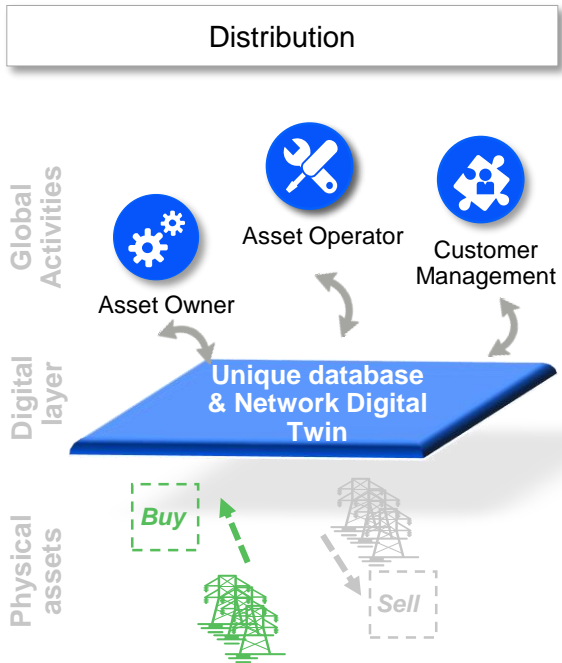 Distribution
Global
Activities
Asset Owner
Asset Operator
Customer
Management
Digital
layer
Unique database
& Network Digital
Twin
Physical
assets
Buy
Sell